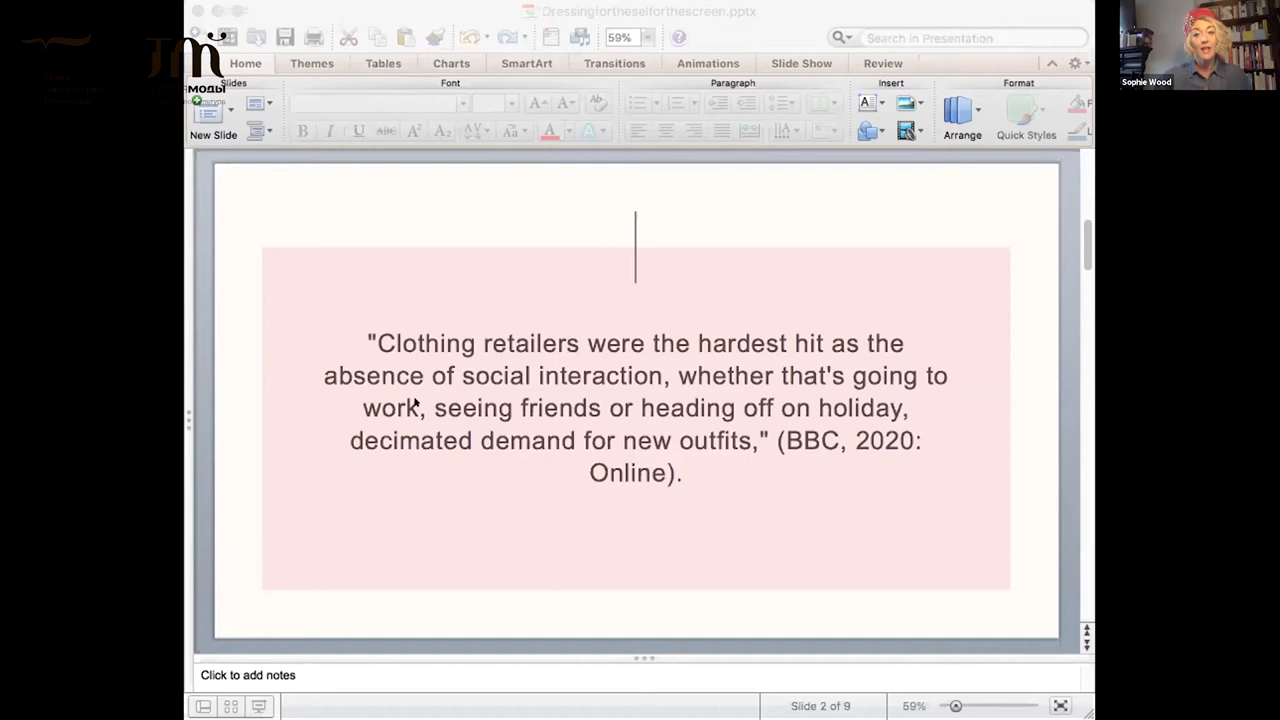 Dressingfortheselforthescreen.pptx
59%
Search in Presentation
Home
Themes
Tables
Charts
SmartArt
Transitions
Animations
Slide Show
Review
Slides
Font
Paragraph
Insert
Format
New Slide
Arrange
Quick Styles
моды
Sophie Wood
"Clothing retailers were the hardest hit as the
absence of social interaction, whether that's going to
work, seeing friends or heading off on holiday,
decimated demand for new outfits," (BBC, 2020:
Online).
Click to add notes
Slide 2 of 9
59%